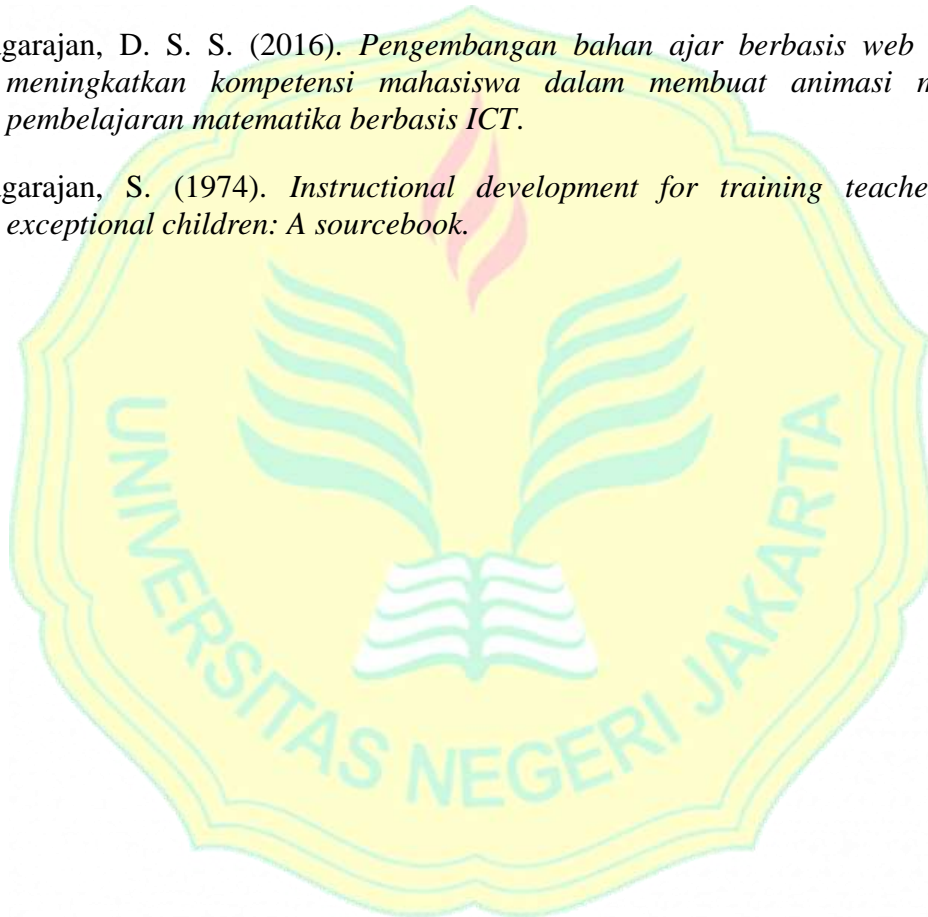 garajan, D. S. S. (2016). Pengembangan bahan ajar berbasis web
meningkatkan kompetensi mahasiswa dalam membuat animasi m
pembelajaran matematika berbasis ICT.
garajan, S. (1974). Instructional development for training teache
exceptional children: A sourcebook.
UNIVERSITAS NEGERI JAKARTA